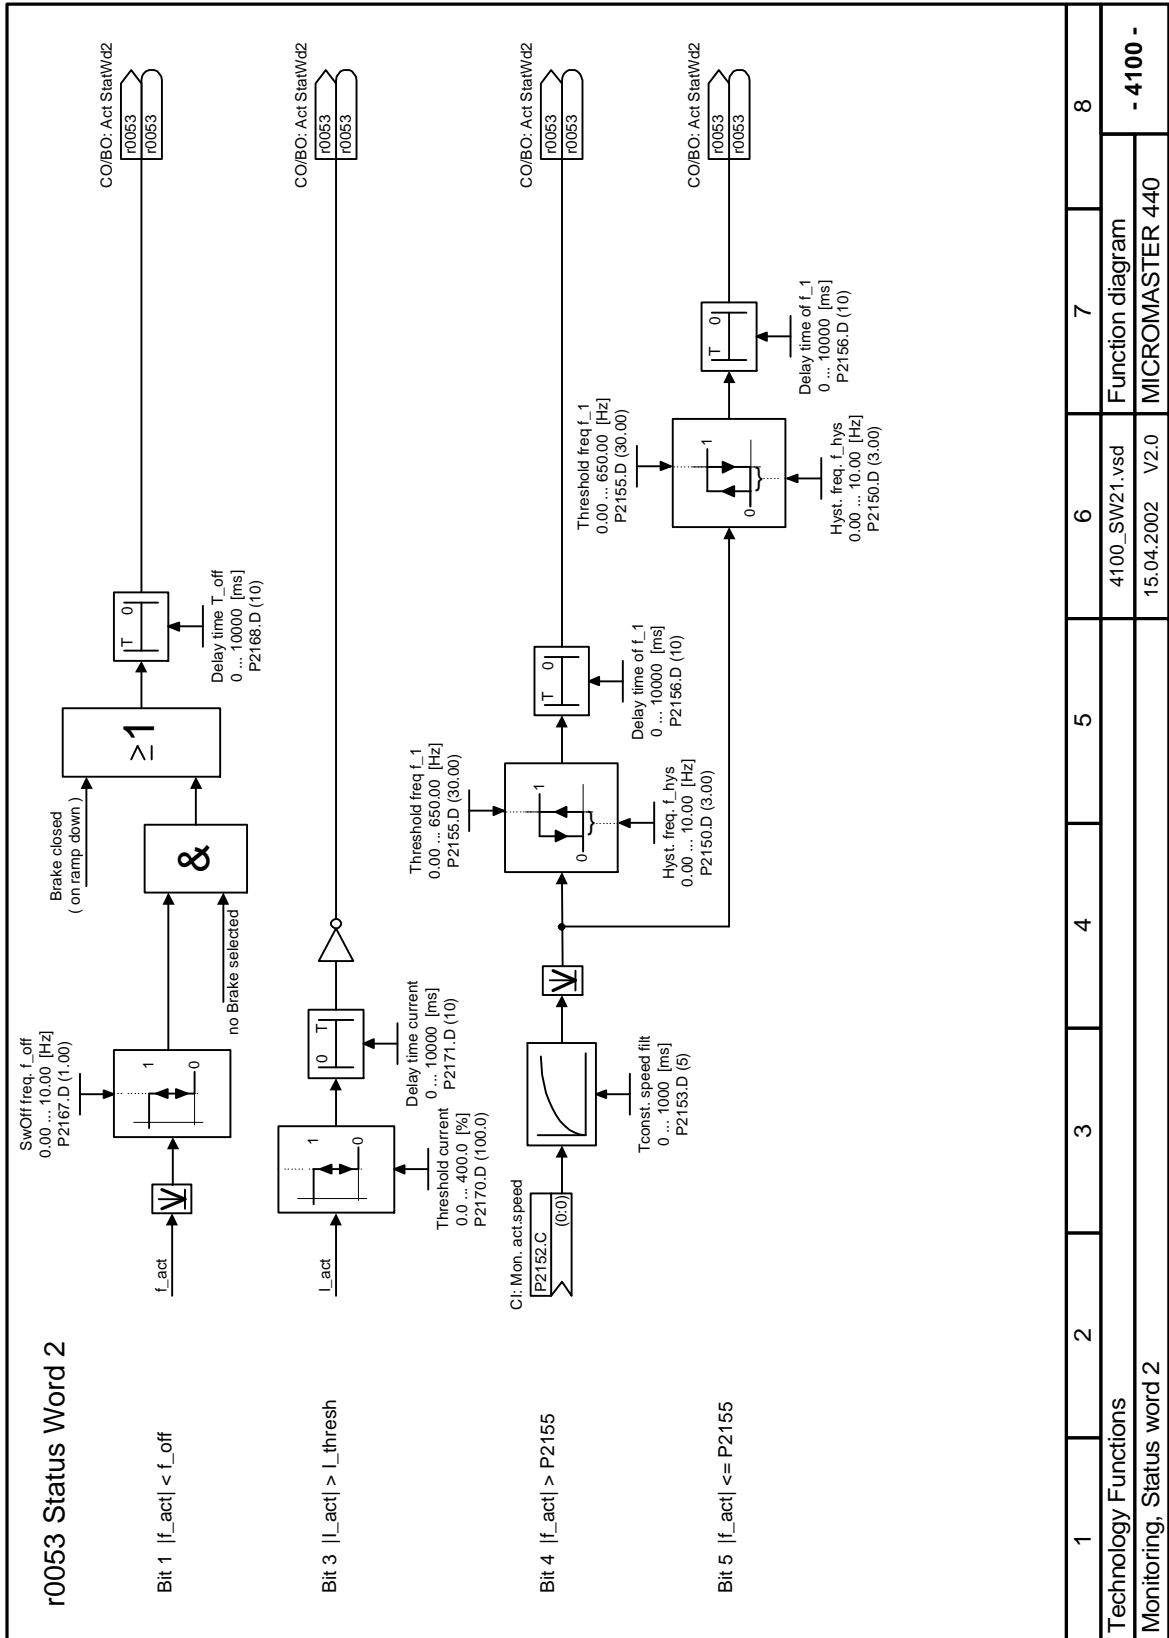 r0053 Status Word 2
Bit 1 |f_act| < f_off
f_act
SwOff freq. f_off
0.00 ... 10.00 [Hz]
P2167.D (1.00)
1
0
no Brake selected
&
Brake closed
( on ramp down )
≥1
T 0
Delay time T_off
0 ... 10000 [ms]
P2168.D (10)
CO/BO: Act StatWd2
r0053
r0053
Bit 3 |I_act| > I_thresh
I_act
1
0
Threshold current
0.0 ... 400.0 [%]
P2170.D (100.0)
0 T
Delay time current
0 ... 10000 [ms]
P2171.D (10)
CO/BO: Act StatWd2
r0053
r0053
Bit 4 |f_act| > P2155
CI: Mon. act.speed
P2152.C
(0:0)
Tconst. speed filt
0 ... 1000 [ms]
P2153.D (5)
Threshold freq f_1
0.00 ... 650.00 [Hz]
P2155.D (30.00)
1
0
Hyst. freq. f_hys
0.00 ... 10.00 [Hz]
P2150.D (3.00)
T 0
Delay time of f_1
0 ... 10000 [ms]
P2156.D (10)
CO/BO: Act StatWd2
r0053
r0053
Bit 5 |f_act| <= P2155
Threshold freq f_1
0.00 ... 650.00 [Hz]
P2155.D (30.00)
1
0
Hyst. freq. f_hys
0.00 ... 10.00 [Hz]
P2150.D (3.00)
T 0
Delay time of f_1
0 ... 10000 [ms]
P2156.D (10)
CO/BO: Act StatWd2
r0053
r0053
1 2 3 4 5 6 7 8
Technology Functions 4100_SW21.vsd Function diagram - 4100 -
Monitoring, Status word 2 15.04.2002 V2.0 MICROMASTER 440